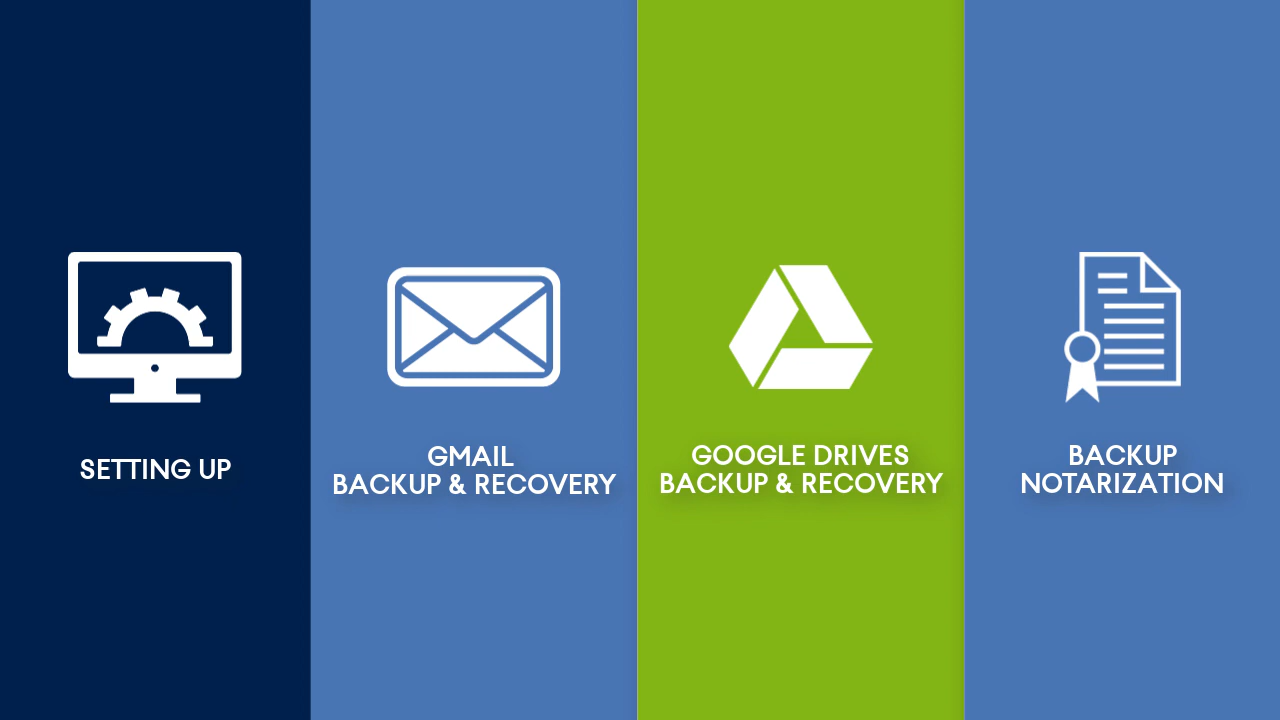 SETTING UP
GMAIL
BACKUP & RECOVERY
GOOGLE DRIVES
BACKUP & RECOVERY
BACKUP
NOTARIZATION